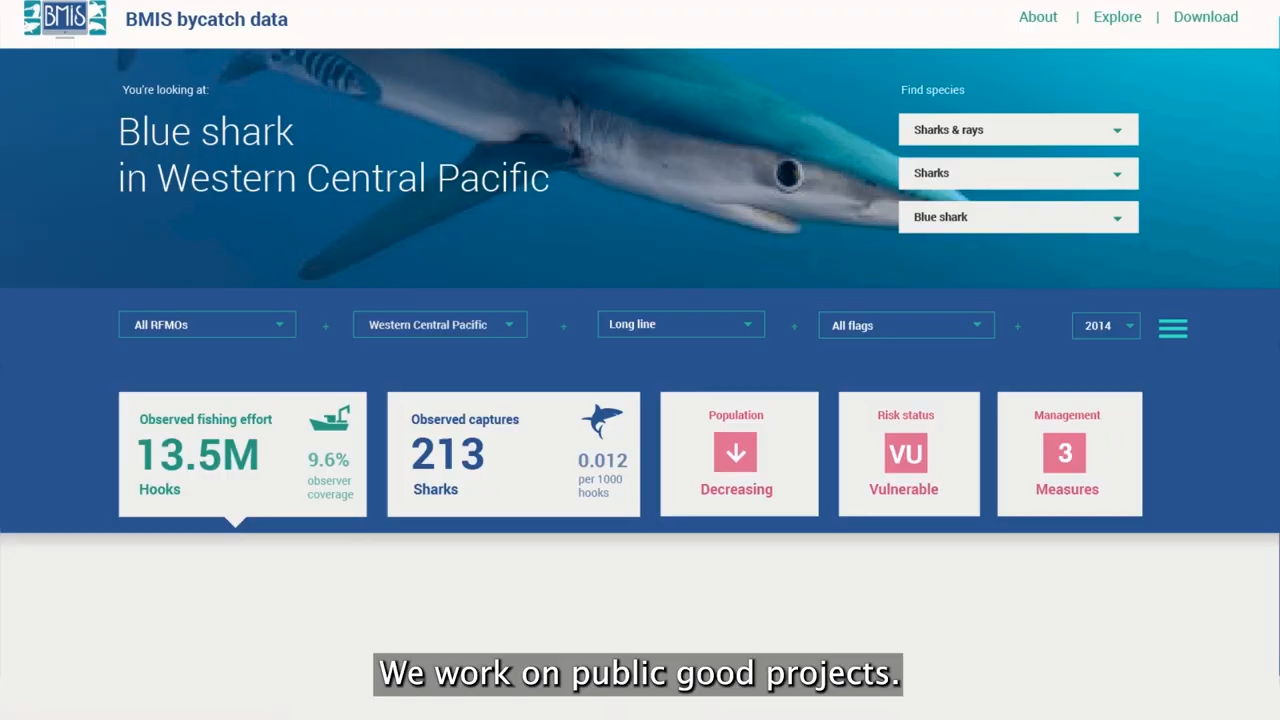 BMIS
BMIS bycatch data
About | Explore | Download
You're looking at:
Blue shark
in Western Central Pacific
Find species
Sharks & rays
Sharks
Blue shark
All RFMOs + Western Central Pacific + Long line + All flags + 2014
Observed fishing effort
13.5M
Hooks
9.6%
observer
coverage
Observed captures
213
Sharks
0.012
per 1000
hooks
Population
Decreasing
Risk status
VU
Vulnerable
Management
3
Measures
We work on public good projects.